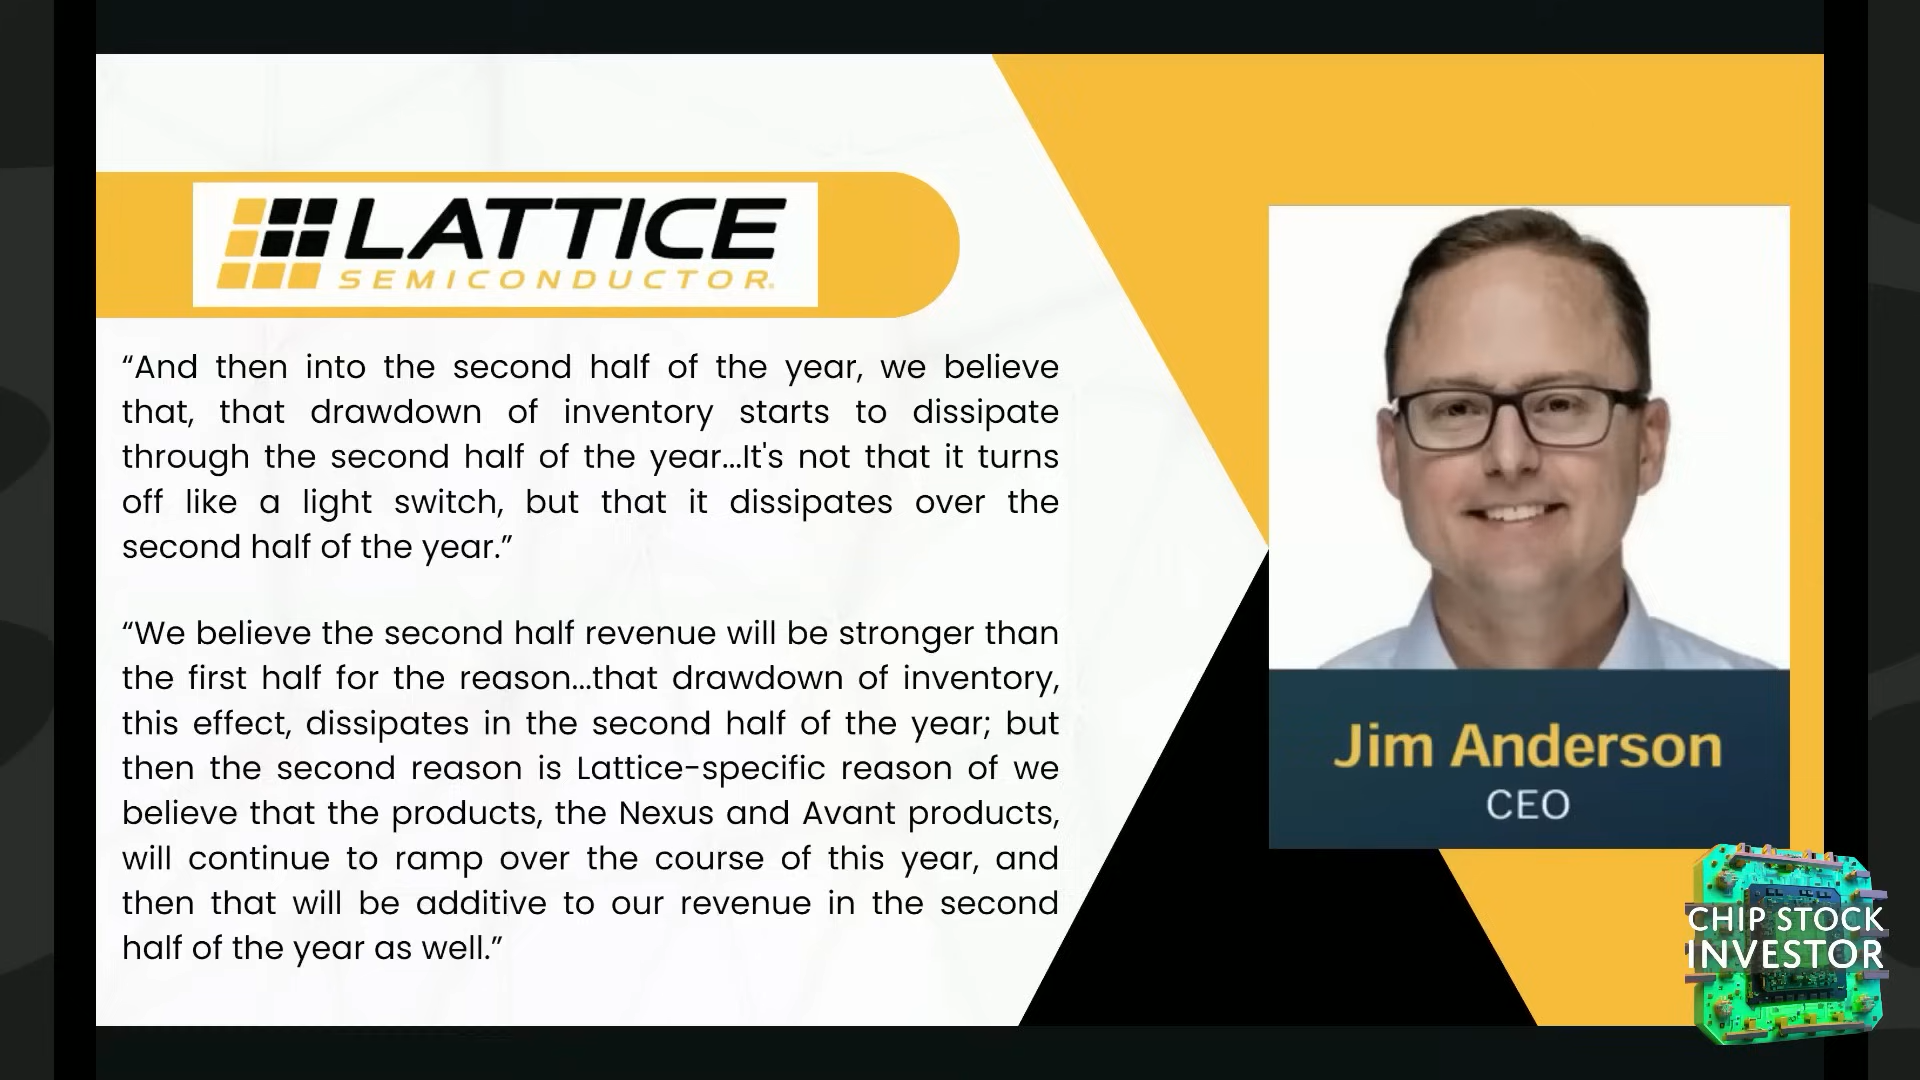 LATTICE
SEMICONDUCTOR
“And then into the second half of the year, we believe
that, that drawdown of inventory starts to dissipate
through the second half of the year...It's not that it turns
off like a light switch, but that it dissipates over the
second half of the year.”
“We believe the second half revenue will be stronger than
the first half for the reason...that drawdown of inventory,
this effect, dissipates in the second half of the year; but
then the second reason is Lattice-specific reason of we
believe that the products, the Nexus and Avant products,
will continue to ramp over the course of this year, and
then that will be additive to our revenue in the second
half of the year as well.”
Jim Anderson
CEO
CHIP STOCK
INVESTOR